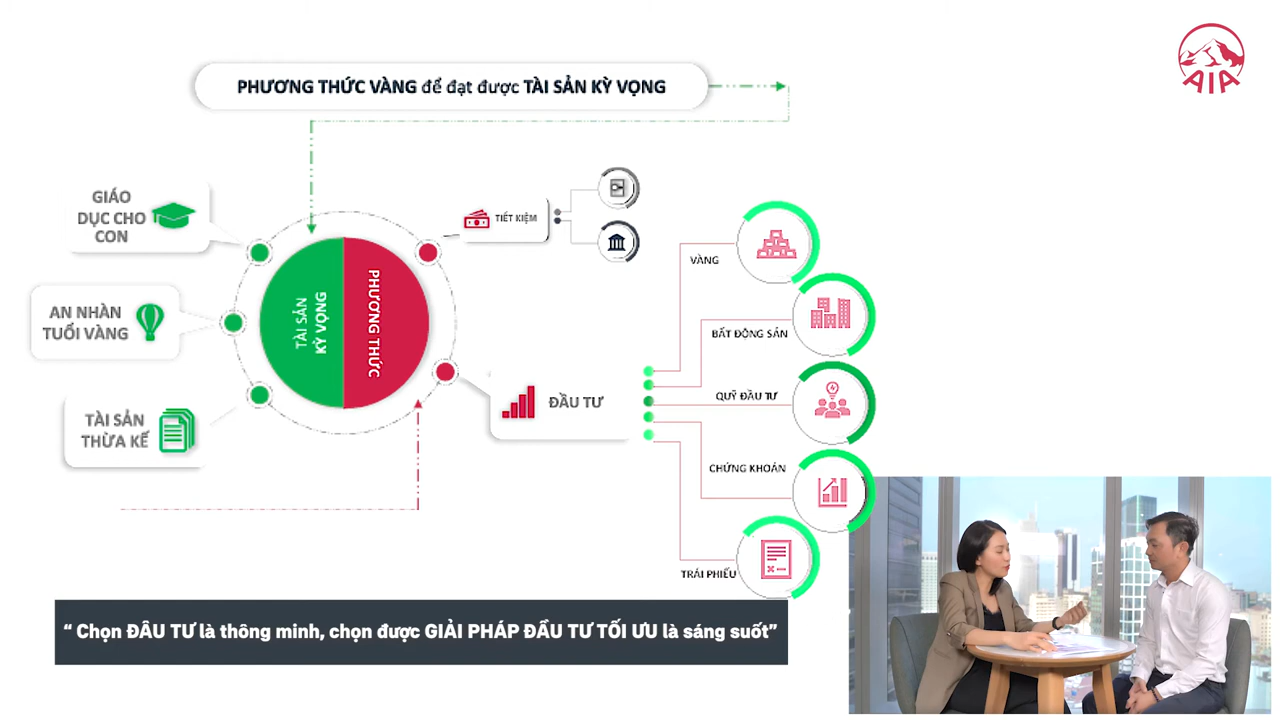 AIA
PHƯƠNG THỨC VÀNG để đạt được TÀI SẢN KỲ VỌNG
GIÁO
DỤC CHO
CON
AN NHÀN
TUỔI VÀNG
TÀI SẢN
THỪA KẾ
TÀI SẢN
KỲ VỌNG
PHƯƠNG THỨC
TIẾT KIỆM
ĐẦU TƯ
VÀNG
BẤT ĐỘNG SẢN
QUỸ ĐẦU TƯ
CHỨNG KHOÁN
TRÁI PHIẾU
“ Chọn ĐẦU TƯ là thông minh, chọn được GIẢI PHÁP ĐẦU TƯ TỐI ƯU là sáng suốt”